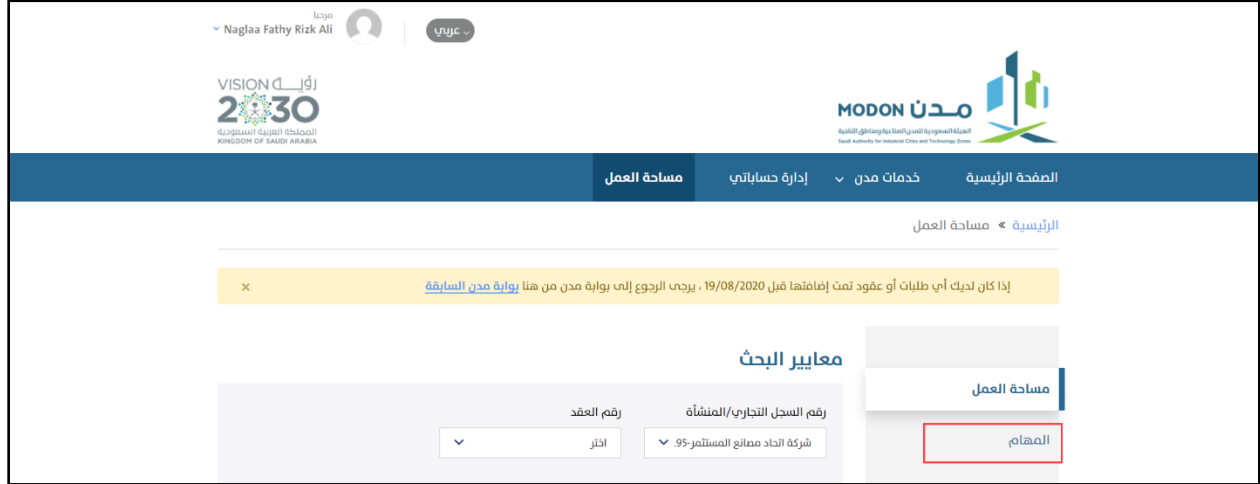 مرحبا
Naglaa Fathy Rizk Ali
عربي
VISION رؤيـــة
2030
المملكة العربية السعودية
KINGDOM OF SAUDI ARABIA
MODON مـدن
الهيئة السعودية للمدن الصناعية ومناطق التقنية
Saudi Authority for Industrial Cities and Technology Zones
الصفحة الرئيسية
خدمات مدن
إدارة حساباتي
مساحة العمل
الرئيسية » مساحة العمل
إذا كان لديك أي طلبات أو عقود تمت إضافتها قبل 19/08/2020 ، يرجى الرجوع إلى بوابة مدن من هنا بوابة مدن السابقة ×
مساحة العمل
المهام
معايير البحث
رقم السجل التجاري/المنشأة
شركة اتحاد مصانع المستثمر-95.
رقم العقد
اختر